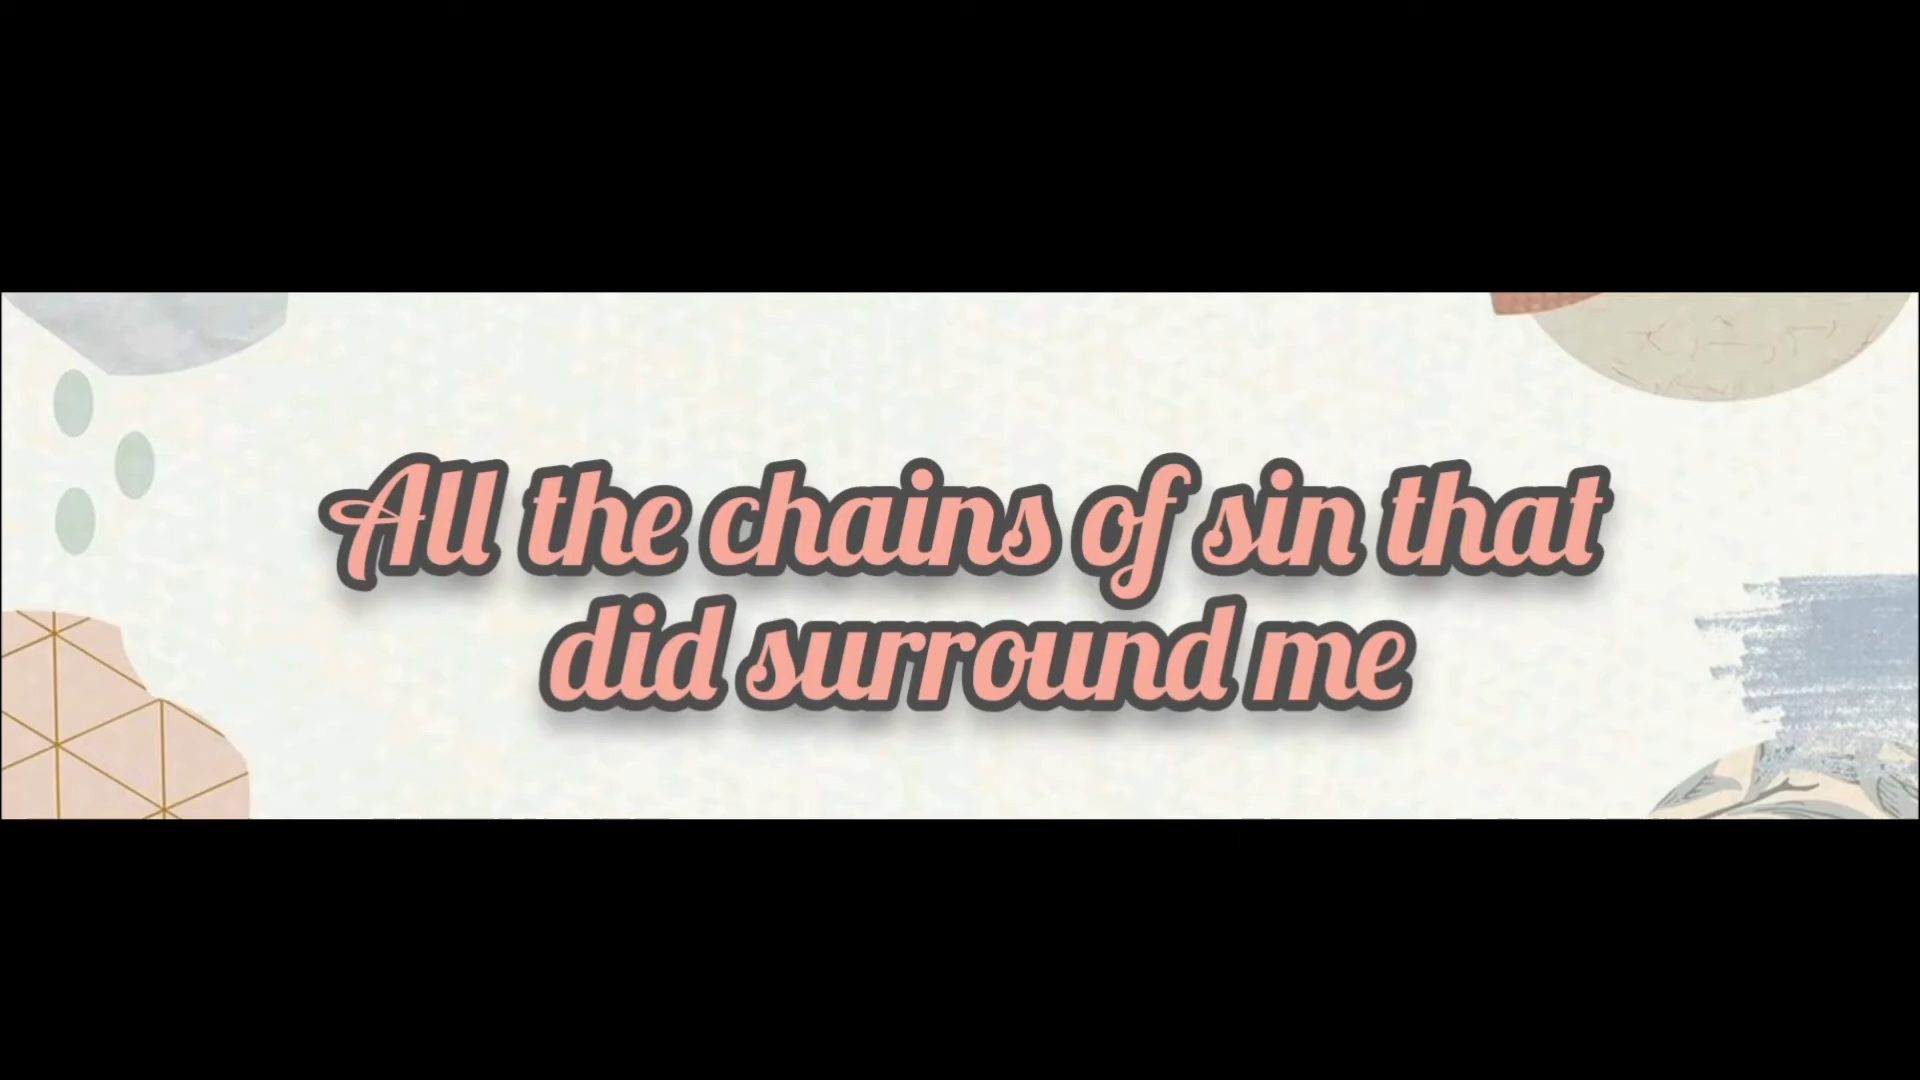 All the chains of sin that
did surround me